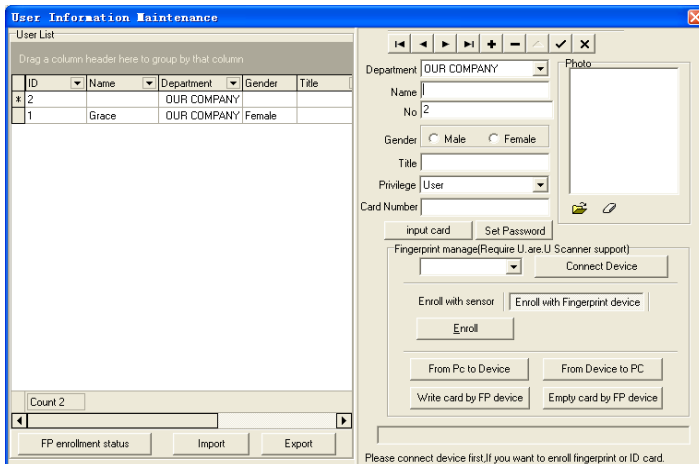 User Information Maintenance
User List
Drag a column header here to group by that column
ID Name Department Gender Title
* 2 OUR COMPANY
1 Grace OUR COMPANY Female
Count 2
FP enrollment status Import Export
Department OUR COMPANY
Name
No 2
Gender Male Female
Title
Privilege User
Card Number
input card Set Password
Photo
Fingerprint manage(Require U.are.U Scanner support)
Connect Device
Enroll with sensor Enroll with Fingerprint device
Enroll
From Pc to Device From Device to PC
Write card by FP device Empty card by FP device
Please connect device first,If you want to enroll fingerprint or ID card.